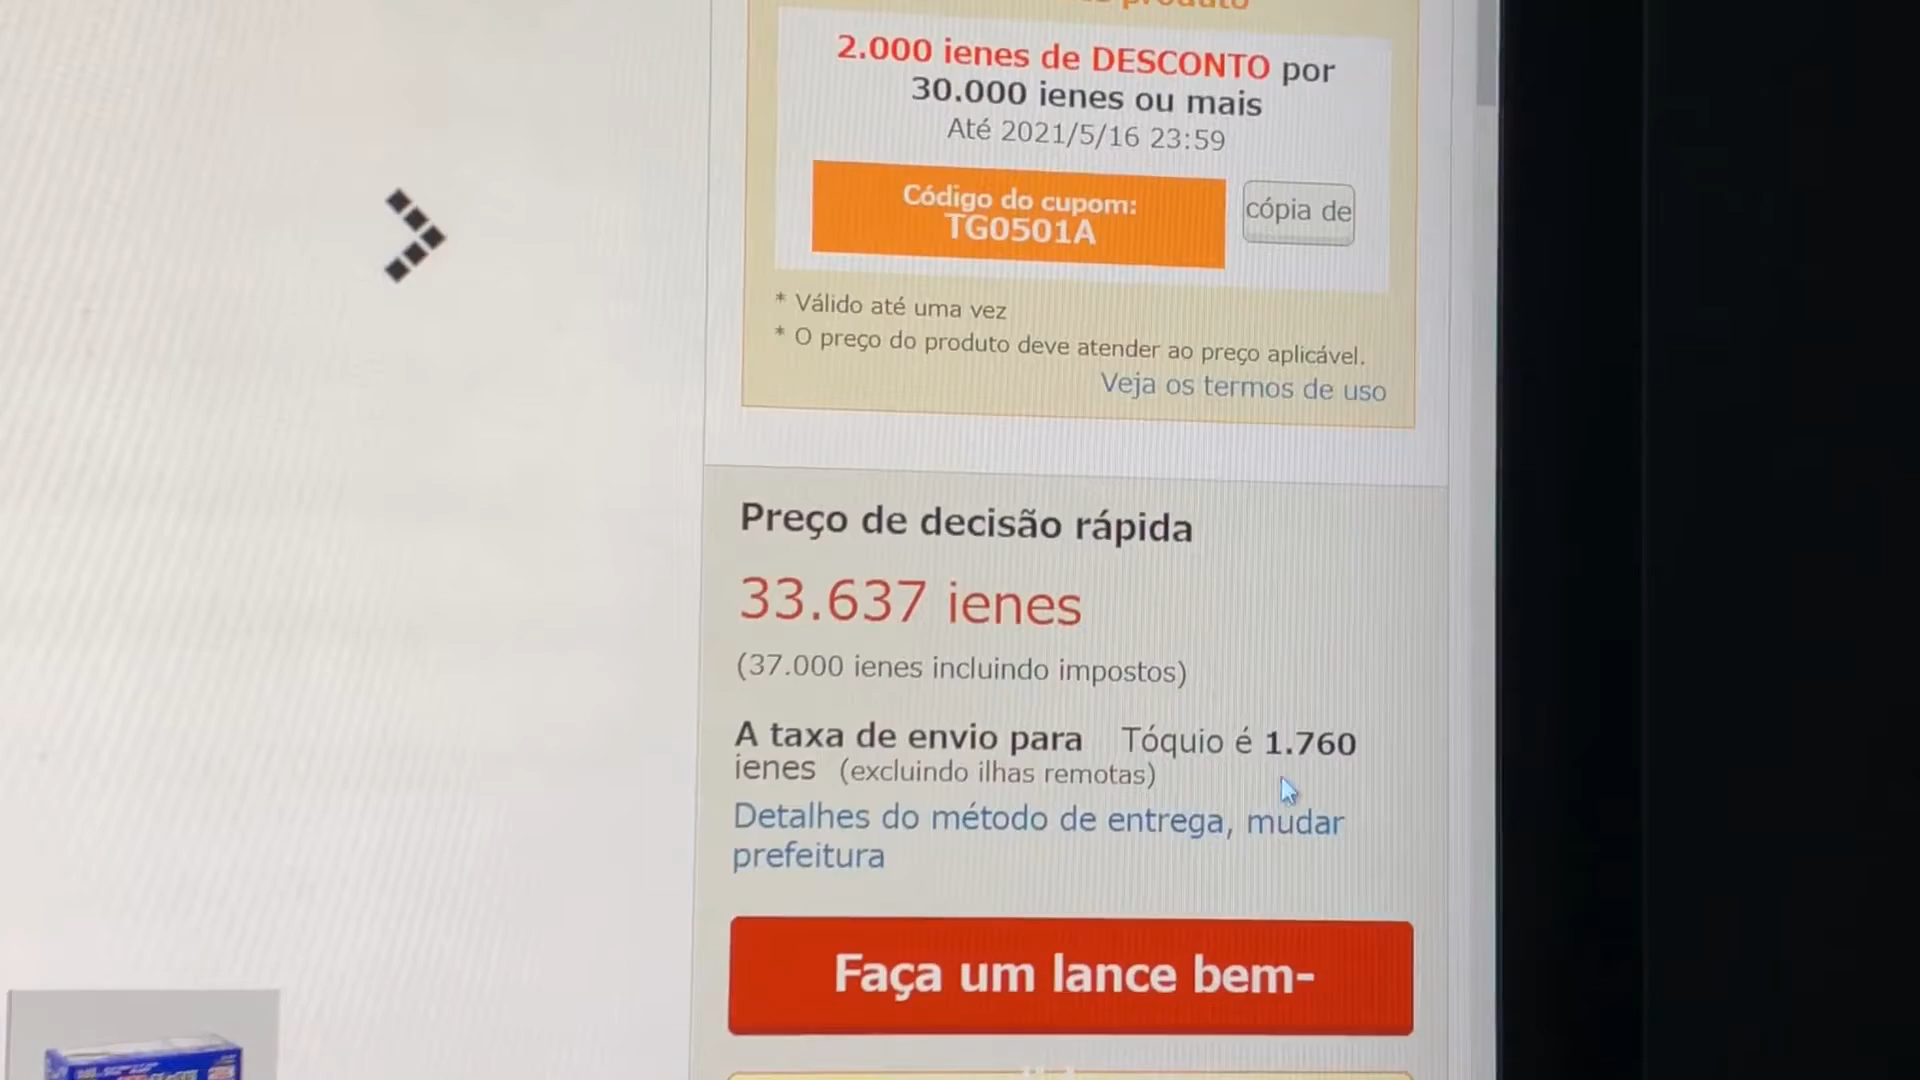 produto
2.000 ienes de DESCONTO por
30.000 ienes ou mais
Até 2021/5/16 23:59
Código do cupom:
TG0501A
cópia de
* Válido até uma vez
* O preço do produto deve atender ao preço aplicável.
Veja os termos de uso
Preço de decisão rápida
33.637 ienes
(37.000 ienes incluindo impostos)
A taxa de envio para Tóquio é 1.760
ienes (excluindo ilhas remotas)
Detalhes do método de entrega, mudar
prefeitura
Faça um lance bem-